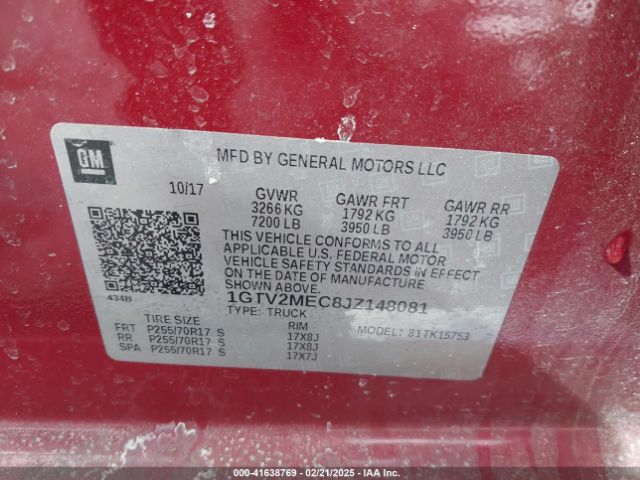 GM
MFD BY GENERAL MOTORS LLC
10/17
GVWR
3266 KG
7200 LB
GAWR FRT
1792 KG
3950 LB
GAWR RR
1792 KG
3950 LB
THIS VEHICLE CONFORMS TO ALL
APPLICABLE U.S. FEDERAL MOTOR
VEHICLE SAFETY STANDARDS IN EFFECT
ON THE DATE OF MANUFACTURE
SHOWN ABOVE.
434B
1GTV2MEC8JZ148081
TYPE: TRUCK
MODEL: 81TK15753
TIRE SIZE
RIM
FRT P255/70R17 S 17X8J
RR P255/70R17 S 17X8J
SPA P255/70R17 S 17X7J
000-41638769 — 02/21/2025 — IAA Inc.